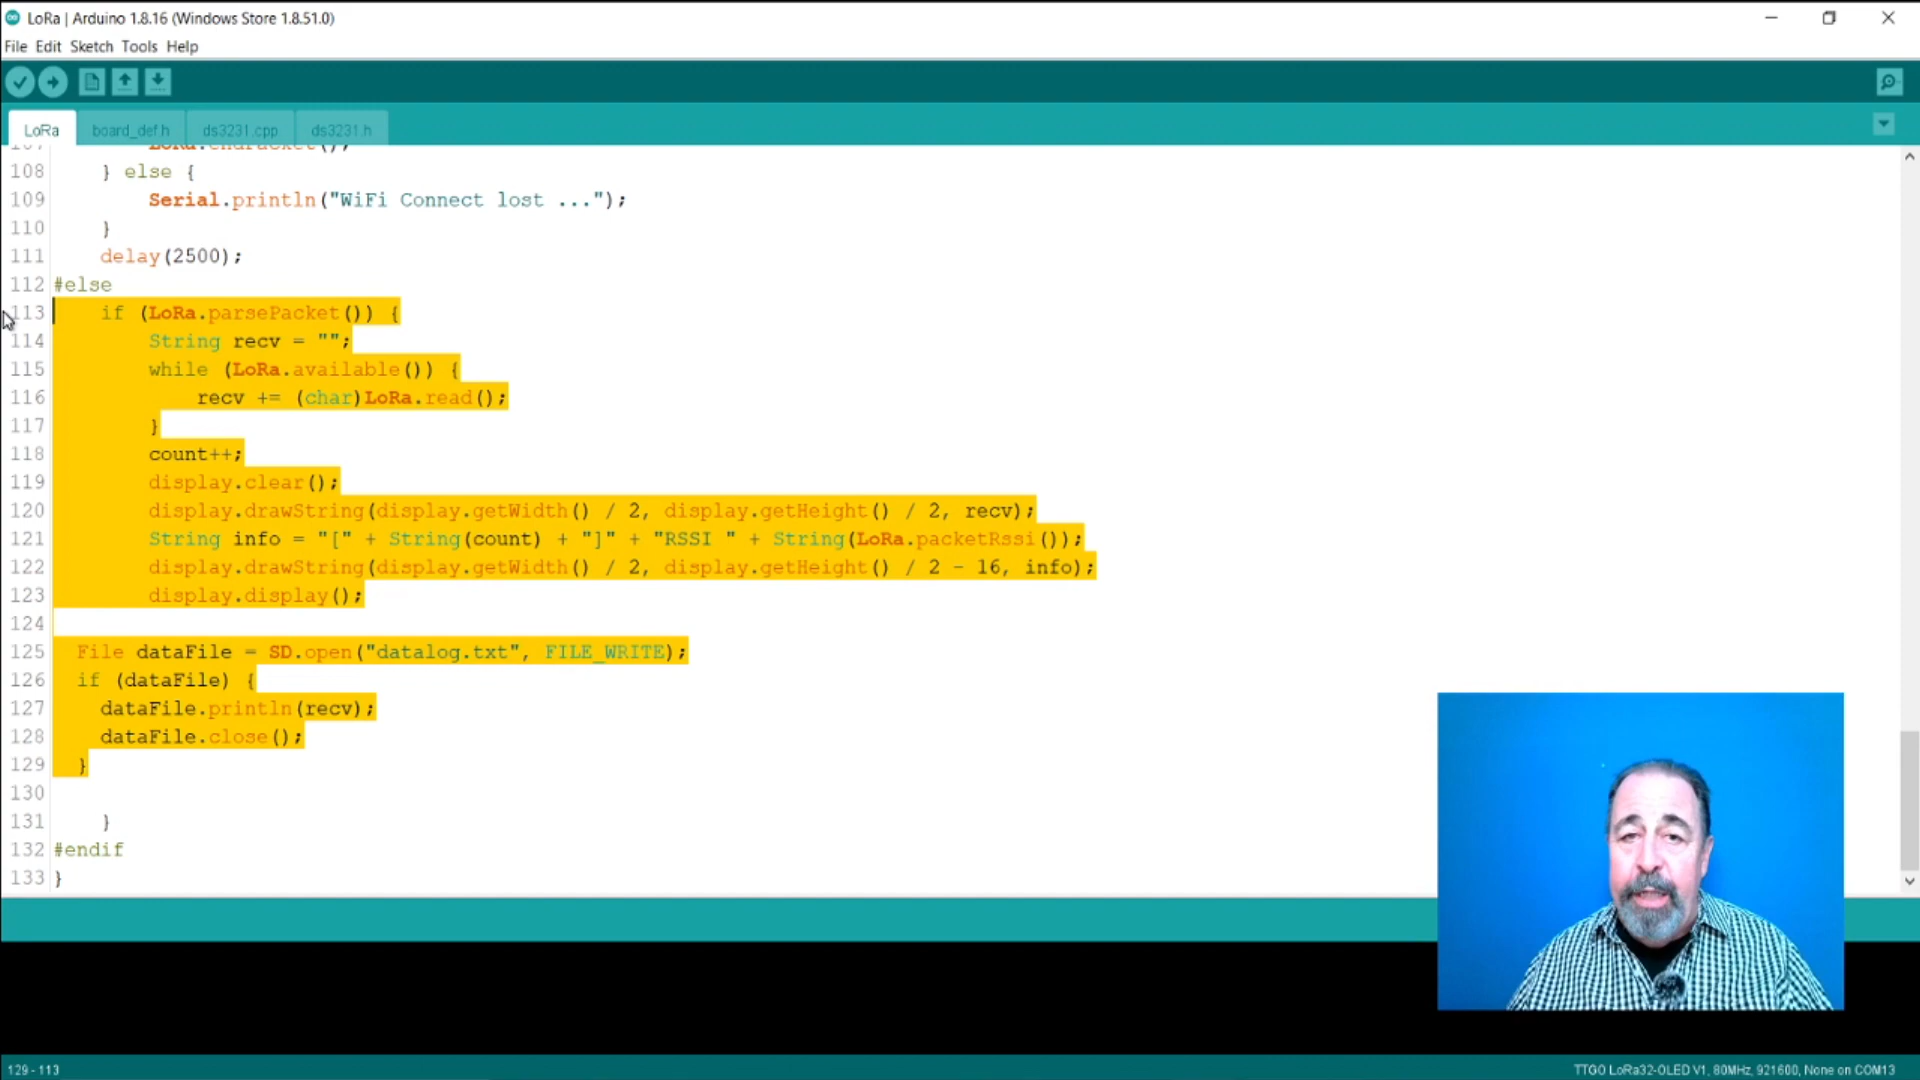 LoRa | Arduino 1.8.16 (Windows Store 1.8.51.0)
File Edit Sketch Tools Help
LoRa board_def.h ds3231.cpp ds3231.h
107 LoRa.endPacket();
108 } else {
109 Serial.println("WiFi Connect lost ...");
110 }
111 delay(2500);
112 #else
113 if (LoRa.parsePacket()) {
114 String recv = "";
115 while (LoRa.available()) {
116 recv += (char)LoRa.read();
117 }
118 count++;
119 display.clear();
120 display.drawString(display.getWidth() / 2, display.getHeight() / 2, recv);
121 String info = "[" + String(count) + "]" + "RSSI " + String(LoRa.packetRssi());
122 display.drawString(display.getWidth() / 2, display.getHeight() / 2 - 16, info);
123 display.display();
124
125 File dataFile = SD.open("datalog.txt", FILE_WRITE);
126 if (dataFile) {
127 dataFile.println(recv);
128 dataFile.close();
129 }
130
131 }
132 #endif
133 }
129 - 113 TTGO LoRa32-OLED V1, 80MHz, 921600, None on COM13